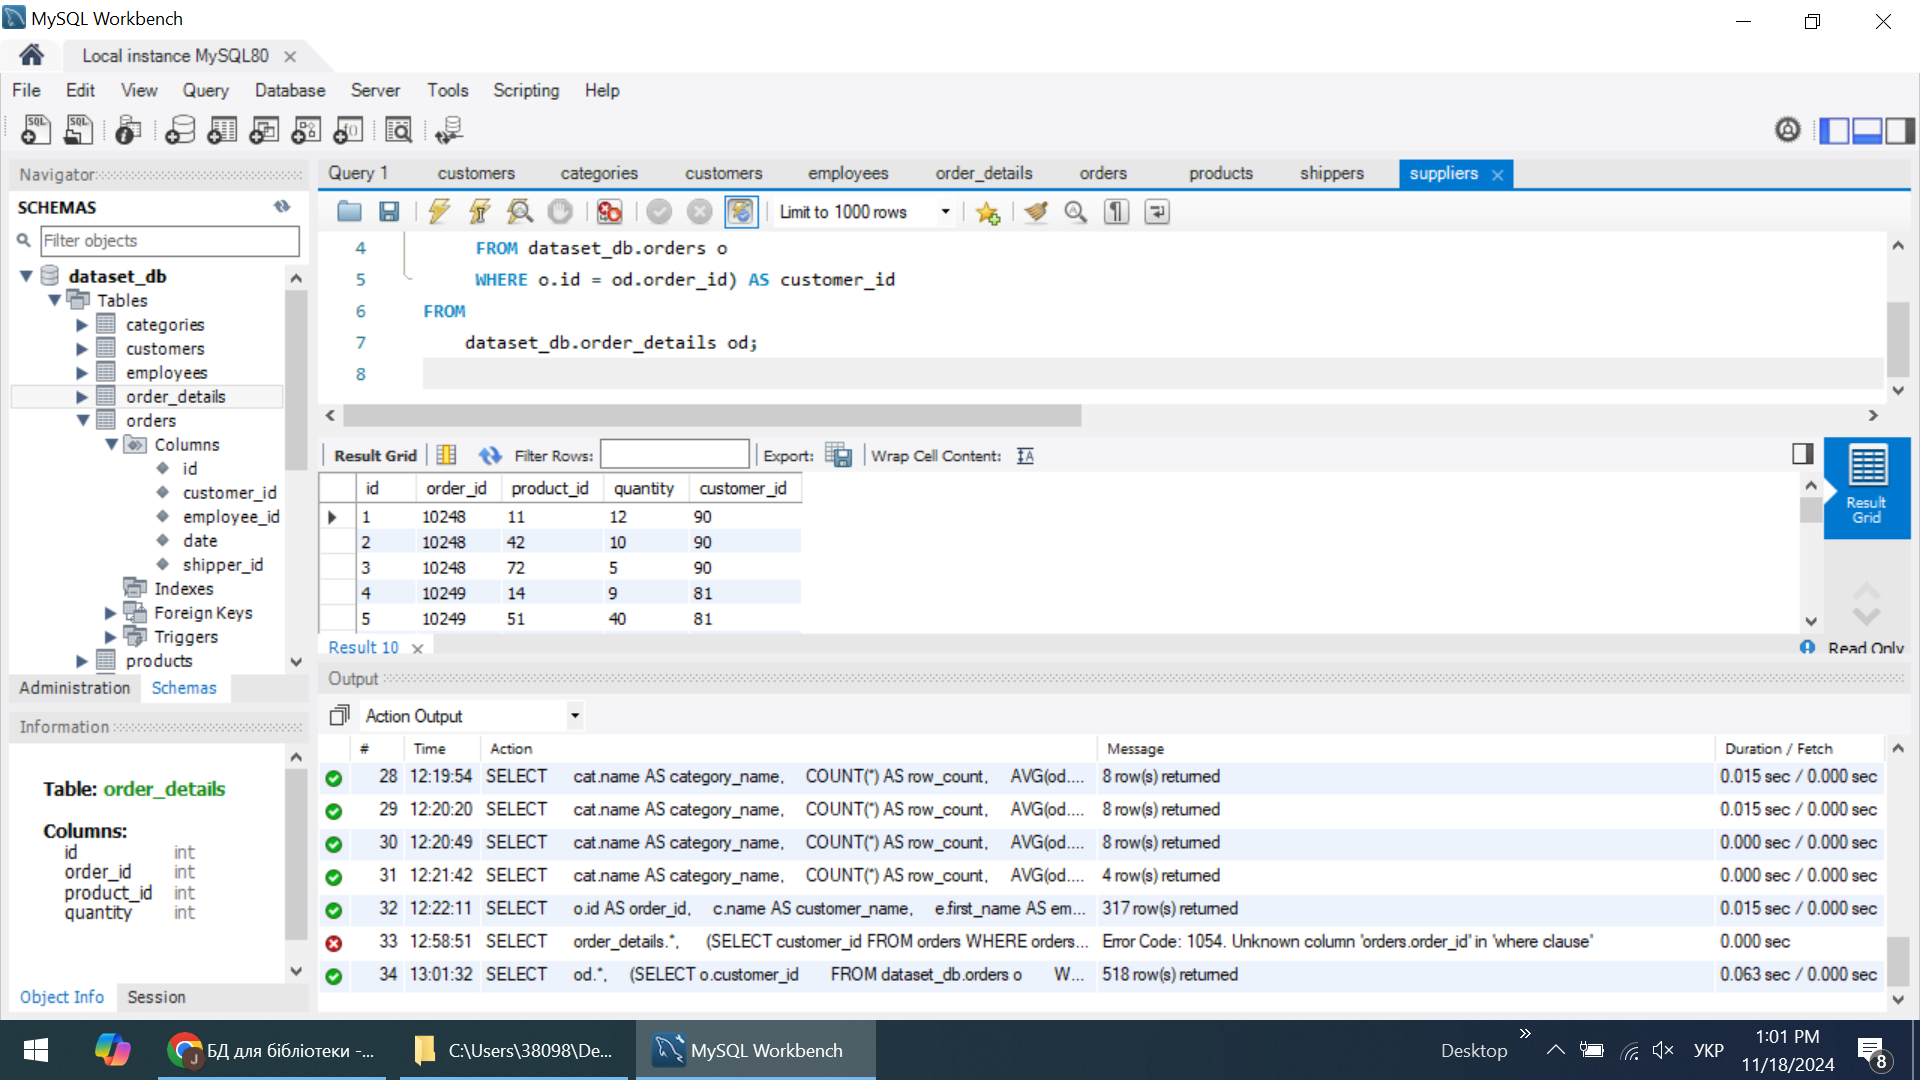 MySQL Workbench
Local instance MySQL80
File Edit View Query Database Server Tools Scripting Help
Navigator
SCHEMAS
Filter objects
dataset_db
Tables
categories
customers
employees
order_details
orders
Columns
id
customer_id
employee_id
date
shipper_id
Indexes
Foreign Keys
Triggers
products
Administration Schemas
Information
Table: order_details
Columns:
id int
order_id int
product_id int
quantity int
Object Info Session
Query 1 customers categories customers employees order_details orders products shippers suppliers
Limit to 1000 rows
4 FROM dataset_db.orders o
5 WHERE o.id = od.order_id) AS customer_id
6 FROM
7 dataset_db.order_details od;
8
Result Grid Filter Rows: Export: Wrap Cell Content:
id order_id product_id quantity customer_id
1 10248 11 12 90
2 10248 42 10 90
3 10248 72 5 90
4 10249 14 9 81
5 10249 51 40 81
Result Grid
Result 10 Read Only
Output
Action Output
# Time Action Message Duration / Fetch
28 12:19:54 SELECT cat.name AS category_name, COUNT(*) AS row_count, AVG(od.... 8 row(s) returned 0.015 sec / 0.000 sec
29 12:20:20 SELECT cat.name AS category_name, COUNT(*) AS row_count, AVG(od.... 8 row(s) returned 0.015 sec / 0.000 sec
30 12:20:49 SELECT cat.name AS category_name, COUNT(*) AS row_count, AVG(od.... 8 row(s) returned 0.000 sec / 0.000 sec
31 12:21:42 SELECT cat.name AS category_name, COUNT(*) AS row_count, AVG(od.... 4 row(s) returned 0.000 sec / 0.000 sec
32 12:22:11 SELECT o.id AS order_id, c.name AS customer_name, e.first_name AS em... 317 row(s) returned 0.015 sec / 0.000 sec
33 12:58:51 SELECT order_details.*, (SELECT customer_id FROM orders WHERE orders... Error Code: 1054. Unknown column 'orders.order_id' in 'where clause' 0.000 sec
34 13:01:32 SELECT od.*, (SELECT o.customer_id FROM dataset_db.orders o W... 518 row(s) returned 0.063 sec / 0.000 sec
БД для бібліотеки -... C:\Users\38098\De... MySQL Workbench Desktop УКР 1:01 PM
11/18/2024 8